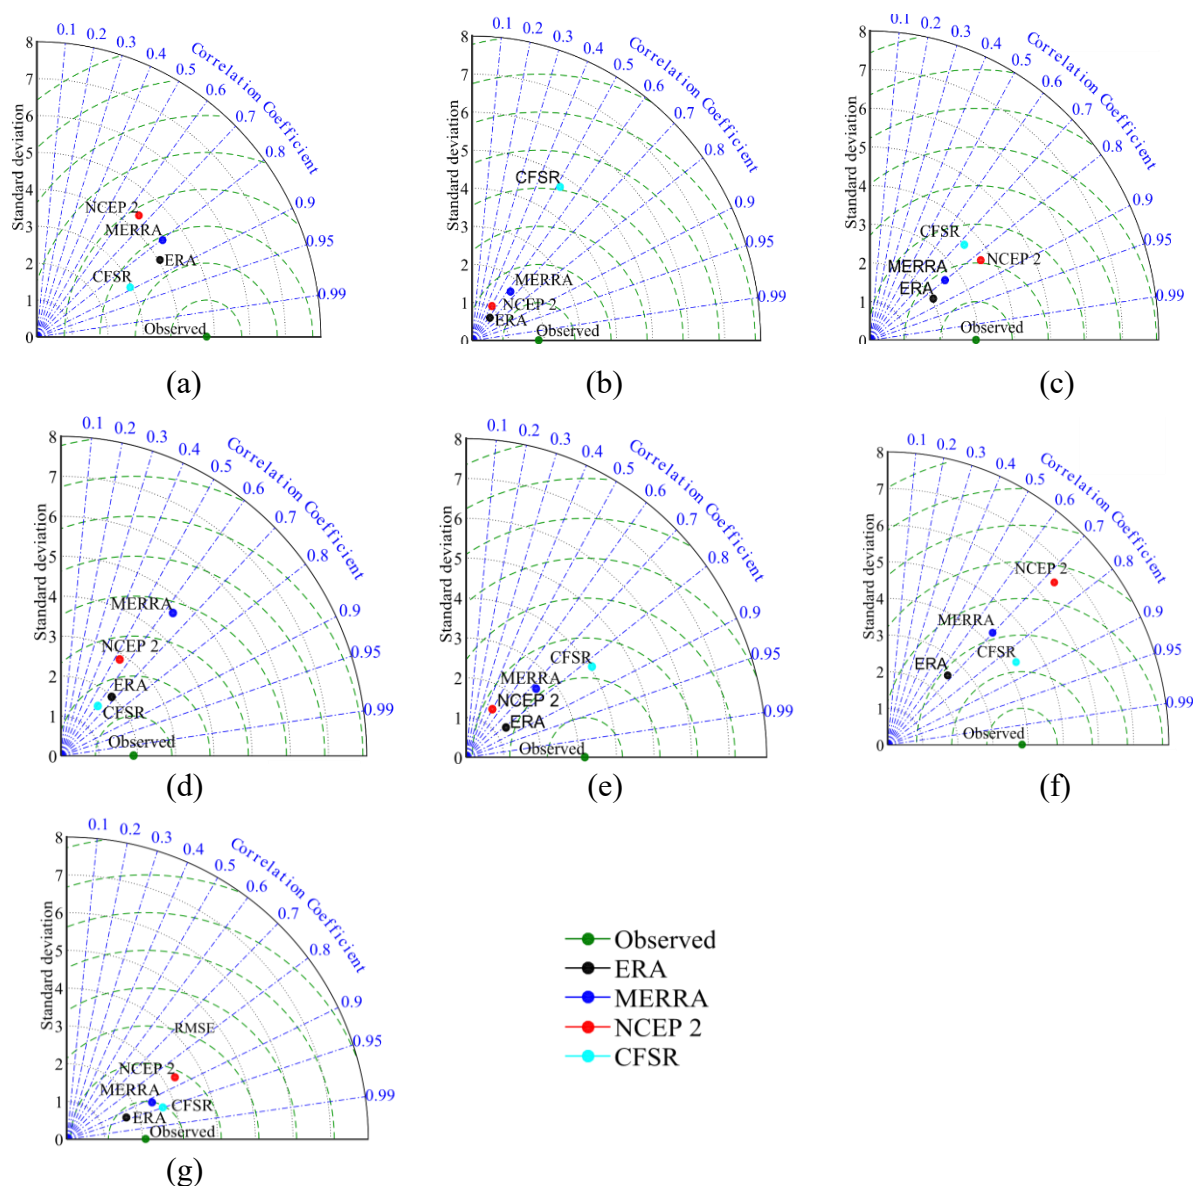 0.1 0.2 0.3 0.4 0.5 0.6 0.7 0.8 0.9 0.95 0.99
Correlation Coefficient
Standard deviation
8
7
6
5
4
3
2
1
0
NCEP 2
MERRA
ERA
CFSR
Observed
(a)
0.1 0.2 0.3 0.4 0.5 0.6 0.7 0.8 0.9 0.95 0.99
Correlation Coefficient
Standard deviation
8
7
6
5
4
3
2
1
0
CFSR
MERRA
NCEP 2
ERA
Observed
(b)
0.1 0.2 0.3 0.4 0.5 0.6 0.7 0.8 0.9 0.95 0.99
Correlation Coefficient
Standard deviation
8
7
6
5
4
3
2
1
0
CFSR
NCEP 2
MERRA
ERA
Observed
(c)
0.1 0.2 0.3 0.4 0.5 0.6 0.7 0.8 0.9 0.95 0.99
Correlation Coefficient
Standard deviation
8
7
6
5
4
3
2
1
0
MERRA
NCEP 2
ERA
CFSR
Observed
(d)
0.1 0.2 0.3 0.4 0.5 0.6 0.7 0.8 0.9 0.95 0.99
Correlation Coefficient
Standard deviation
8
7
6
5
4
3
2
1
0
CFSR
MERRA
NCEP 2
ERA
Observed
(e)
0.1 0.2 0.3 0.4 0.5 0.6 0.7 0.8 0.9 0.95 0.99
Correlation Coefficient
Standard deviation
8
7
6
5
4
3
2
1
0
NCEP 2
MERRA
CFSR
ERA
Observed
(f)
0.1 0.2 0.3 0.4 0.5 0.6 0.7 0.8 0.9 0.95 0.99
Correlation Coefficient
Standard deviation
8
7
6
5
4
3
2
1
0
RMSE
NCEP 2
MERRA
CFSR
ERA
Observed
(g)
Observed
ERA
MERRA
NCEP 2
CFSR